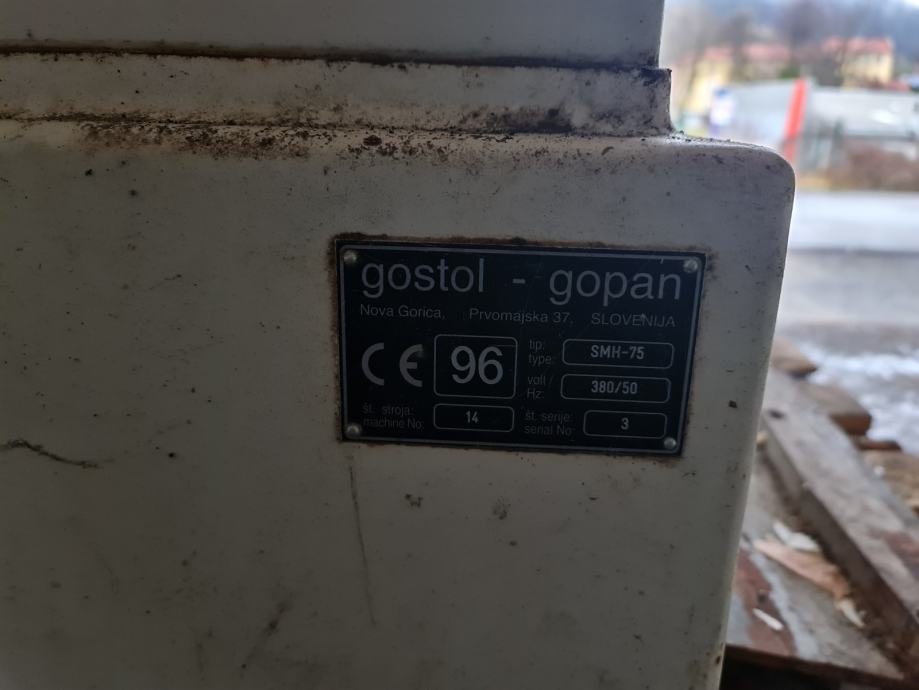 gostol - gopan
Nova Gorica, Prvomajska 37, SLOVENIJA
CE 96
tip:
type: SMH-75
volt /
Hz: 380/50
št. stroja:
machine No: 14
št. serije:
serial No 3